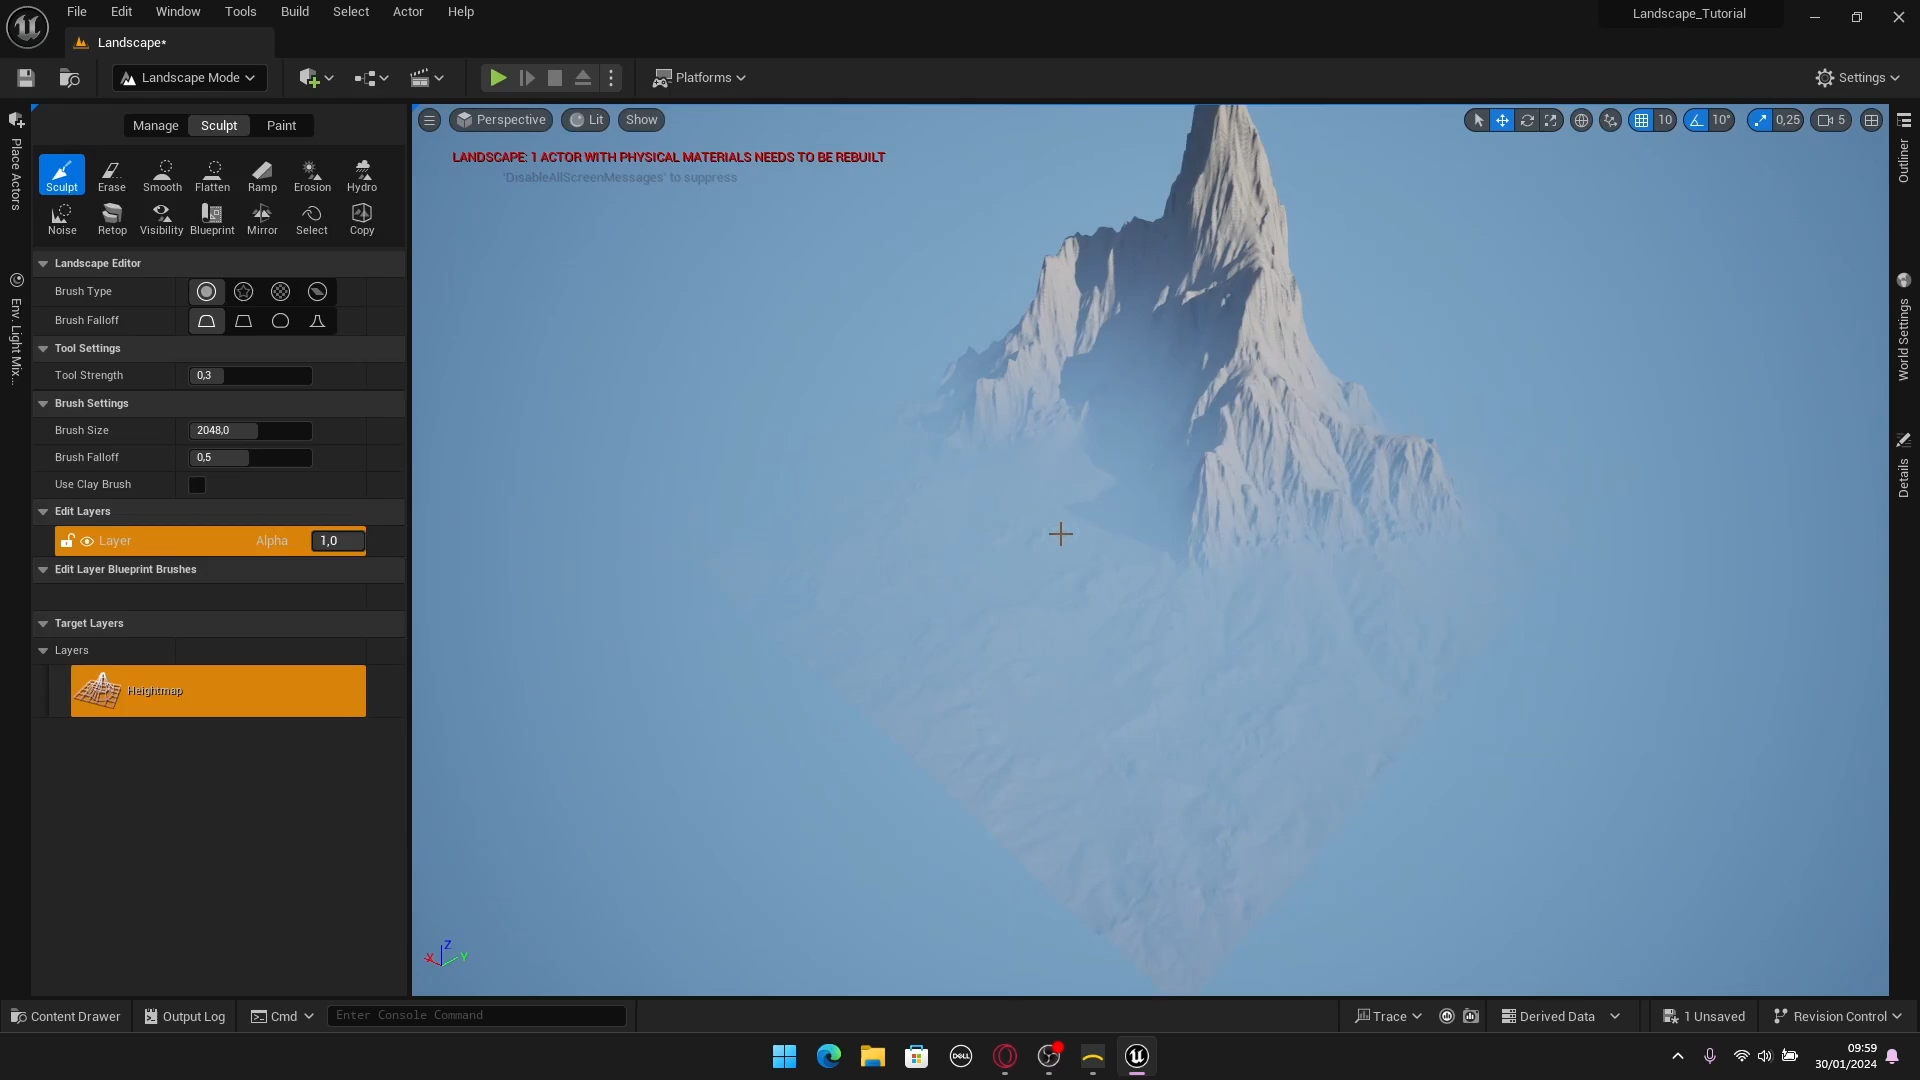 File Edit Window Tools Build Select Actor Help
Landscape_Tutorial
Landscape*
Landscape Mode
Platforms
Settings
Manage Sculpt Paint
Perspective Lit Show
10 10° 0,25 5
Place Actors
Outliner
LANDSCAPE: 1 ACTOR WITH PHYSICAL MATERIALS NEEDS TO BE REBUILT
'DisableAllScreenMessages' to suppress
Sculpt Erase Smooth Flatten Ramp Erosion Hydro
Noise Retop Visibility Blueprint Mirror Select Copy
Landscape Editor
Brush Type
Env. Light Mix...
World Settings
Brush Falloff
Tool Settings
Tool Strength 0,3
Brush Settings
Brush Size 2048,0
Brush Falloff 0,5
Details
Use Clay Brush
Edit Layers
Layer Alpha 1,0
Edit Layer Blueprint Brushes
Target Layers
Layers
Heightmap
Z
X Y
Content Drawer Output Log Cmd Enter Console Command Trace Derived Data 1 Unsaved Revision Control
DELL
09:59
30/01/2024